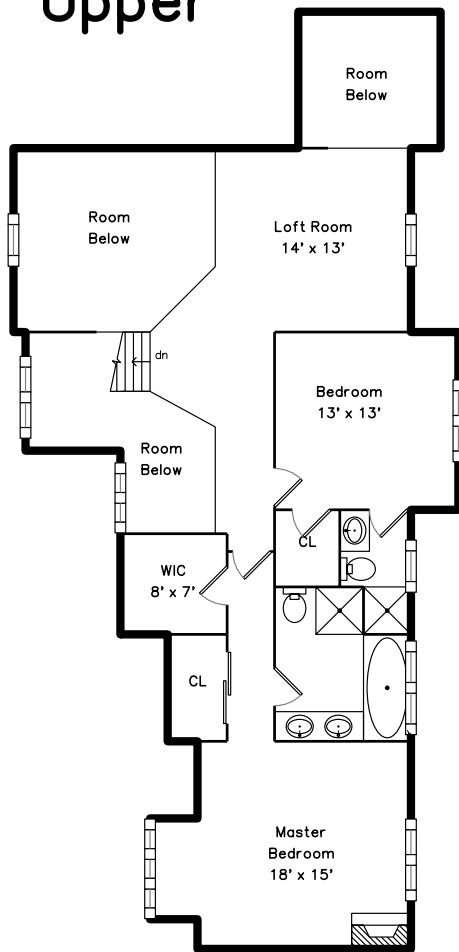 Upper
Room
Below
Room
Below
Loft Room
14' x 13'
dn
Bedroom
13' x 13'
Room
Below
CL
WIC
8' x 7'
CL
Master
Bedroom
18' x 15'